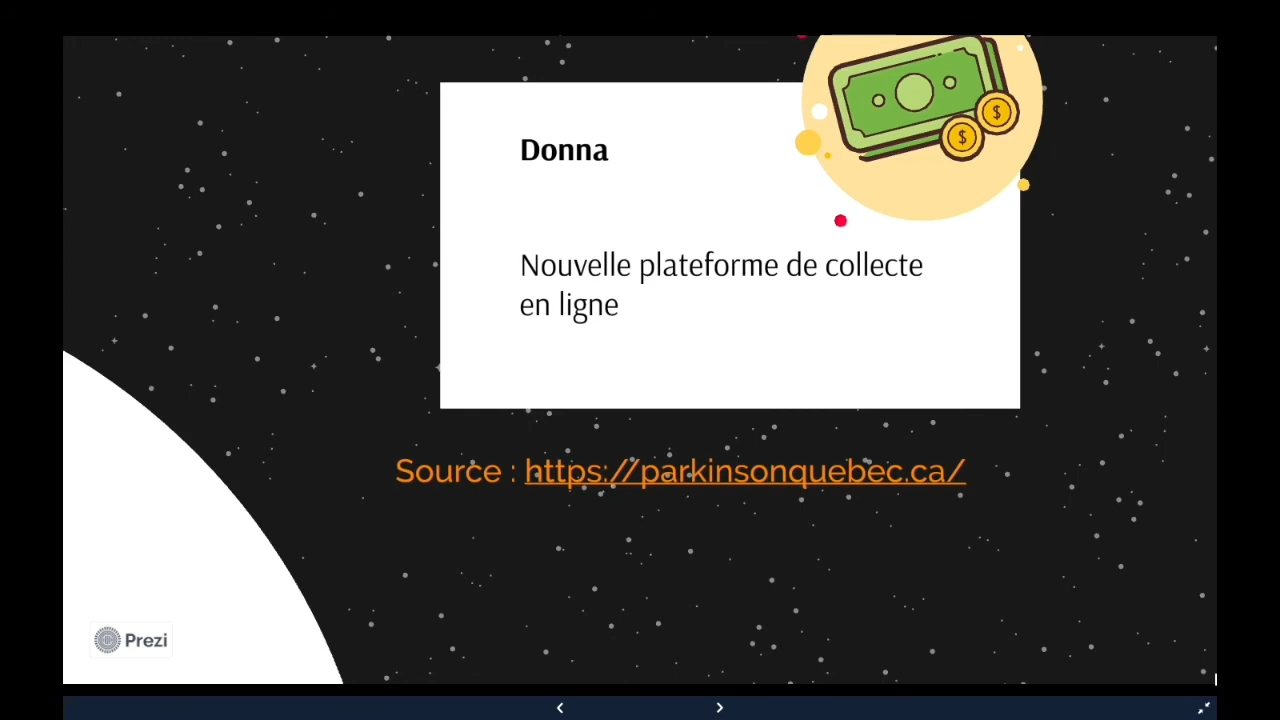 Donna
Nouvelle plateforme de collecte
en ligne
Source : https://parkinsonquebec.ca/
Prezi